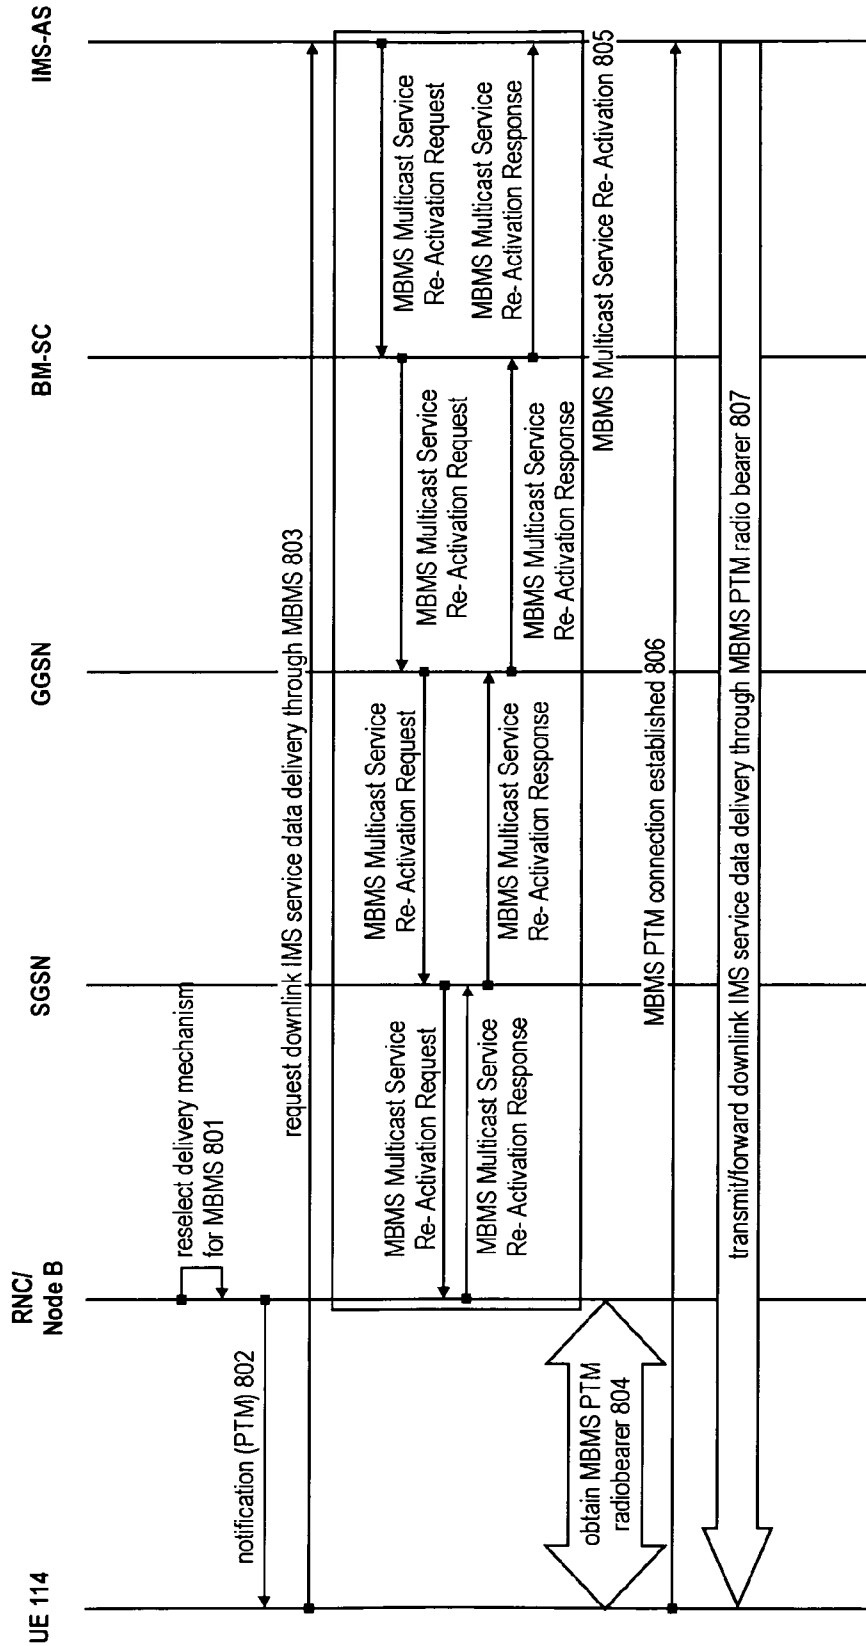 UE 114
RNC/
Node B
SGSN
GGSN
BM-SC
IMS-AS
reselect delivery mechanism
for MBMS 801
notification (PTM) 802
request downlink IMS service data delivery through MBMS 803
MBMS Multicast Service
Re- Activation Request
MBMS Multicast Service
Re- Activation Request
MBMS Multicast Service
Re- Activation Request
MBMS Multicast Service
Re- Activation Request
MBMS Multicast Service
Re- Activation Response
MBMS Multicast Service
Re- Activation Response
MBMS Multicast Service
Re- Activation Response
MBMS Multicast Service
Re- Activation Response
obtain MBMS PTM
radiobearer 804
MBMS Multicast Service Re- Activation 805
MBMS PTM connection established 806
transmit/forward downlink IMS service data delivery through MBMS PTM radio bearer 807